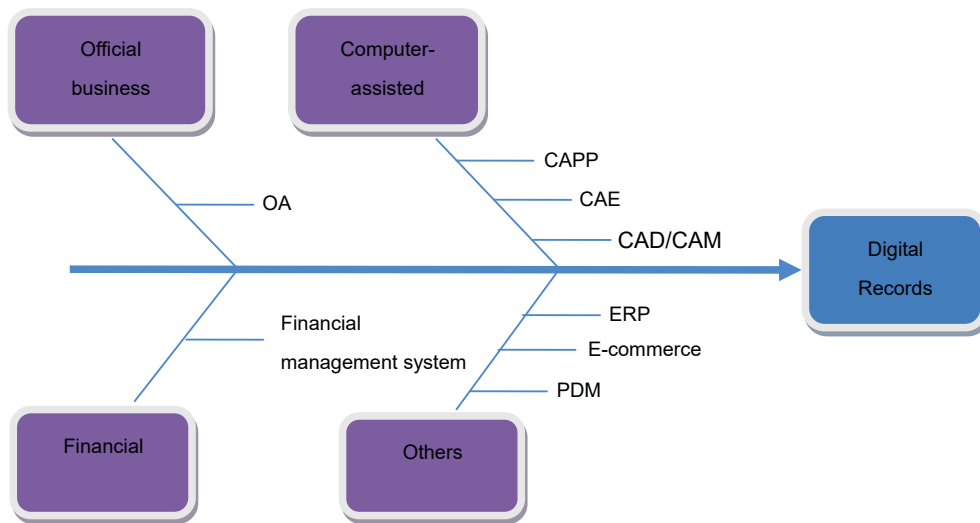 Official
business
Computer-
assisted
CAPP
CAE
OA
CAD/CAM
Digital
Records
ERP
Financial
management system
E-commerce
PDM
Financial
Others